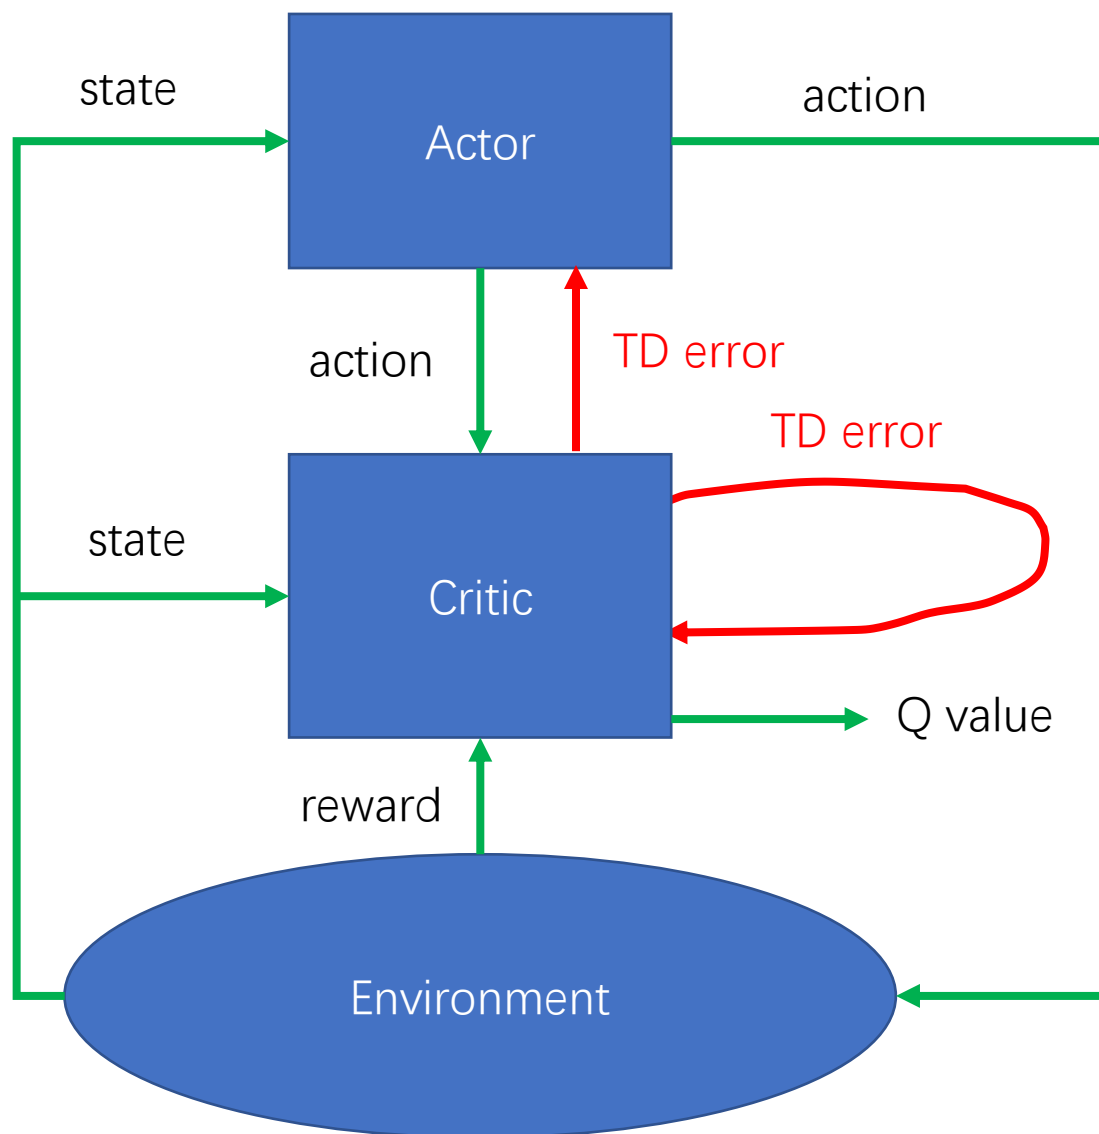 state
action
Actor
action
TD error
TD error
state
Critic
Q value
reward
Environment